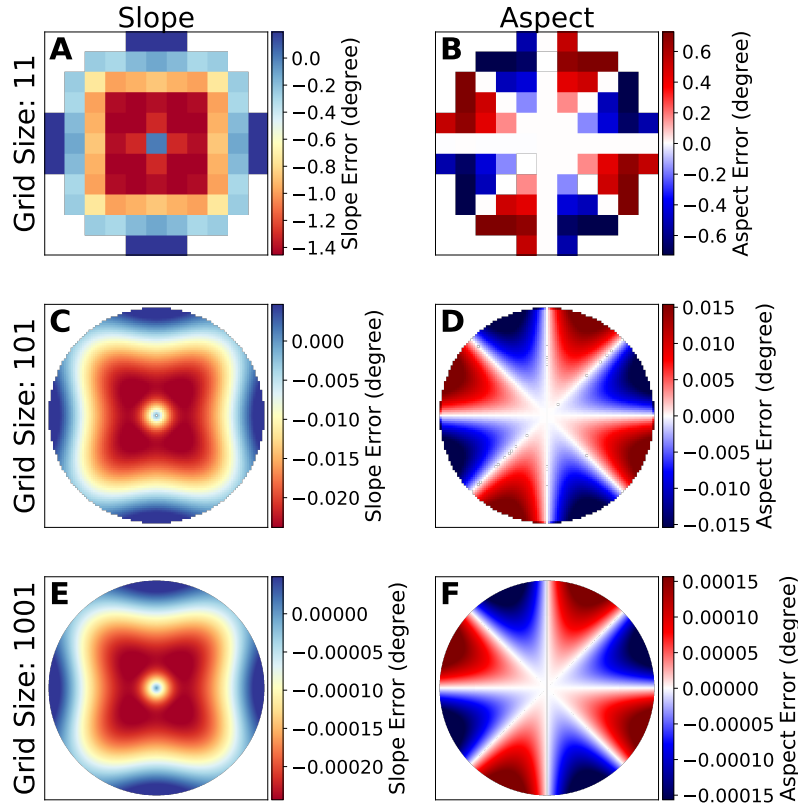 Slope
Aspect
Grid Size: 11
A
0.0
−0.2
−0.4
−0.6
−0.8
−1.0
−1.2
−1.4
Slope Error (degree)
B
0.6
0.4
0.2
0.0
−0.2
−0.4
−0.6
Aspect Error (degree)
Grid Size: 101
C
0.000
−0.005
−0.010
−0.015
−0.020
Slope Error (degree)
D
0.015
0.010
0.005
0.000
−0.005
−0.010
−0.015
Aspect Error (degree)
Grid Size: 1001
E
0.00000
−0.00005
−0.00010
−0.00015
−0.00020
Slope Error (degree)
F
0.00015
0.00010
0.00005
0.00000
−0.00005
−0.00010
−0.00015
Aspect Error (degree)